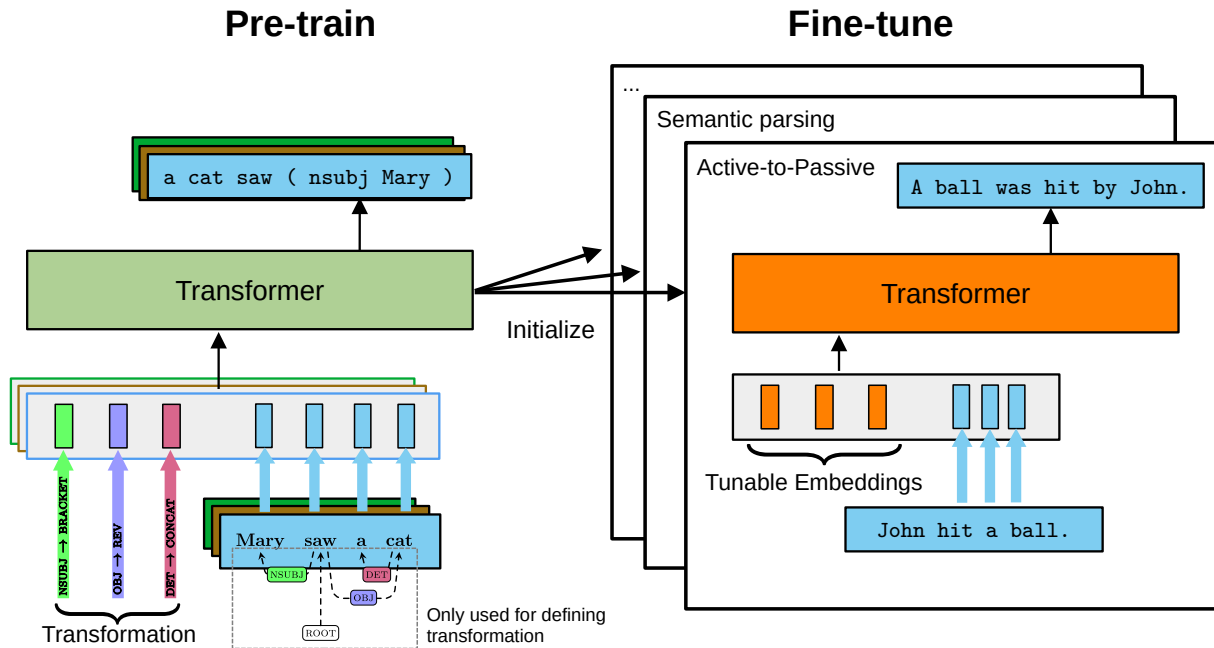 Pre-train
Fine-tune
...
Semantic parsing
Active-to-Passive
a cat saw ( nsubj Mary )
A ball was hit by John.
Transformer
Transformer
Initialize
Tunable Embeddings
NSUBJ → BRACKET
OBJ → REV
DET → CONCAT
Mary saw a cat
NSUBJ
DET
OBJ
ROOT
John hit a ball.
Transformation
Only used for defining
transformation